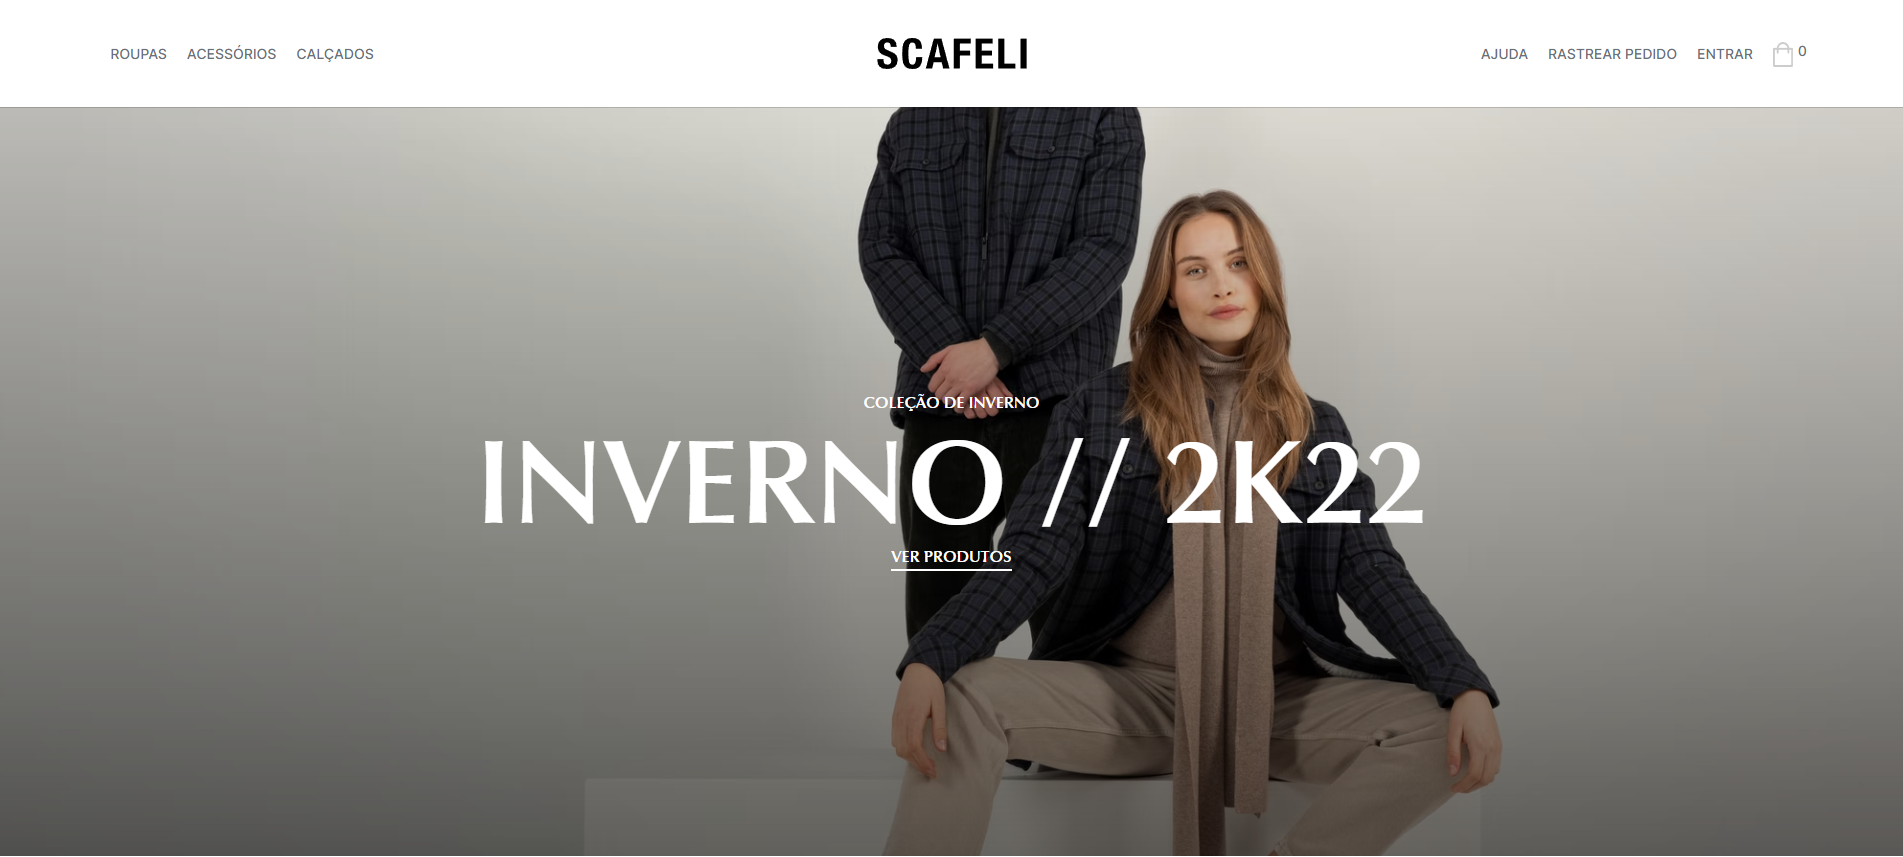 ROUPAS ACESSÓRIOS CALÇADOS SCAFELI AJUDA RASTREAR PEDIDO ENTRAR 0
COLEÇÃO DE INVERNO
INVERNO // 2K22
VER PRODUTOS